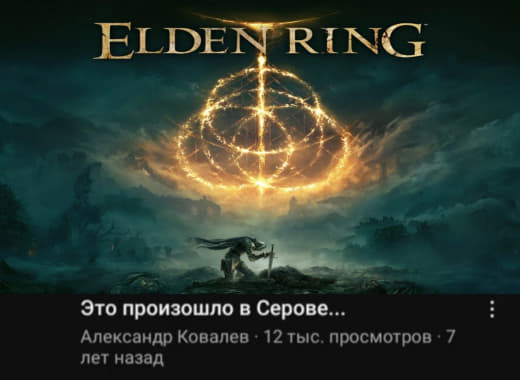 ELDEN RING
Это произошло в Серове...
Александр Ковалев · 12 тыс. просмотров · 7
лет назад